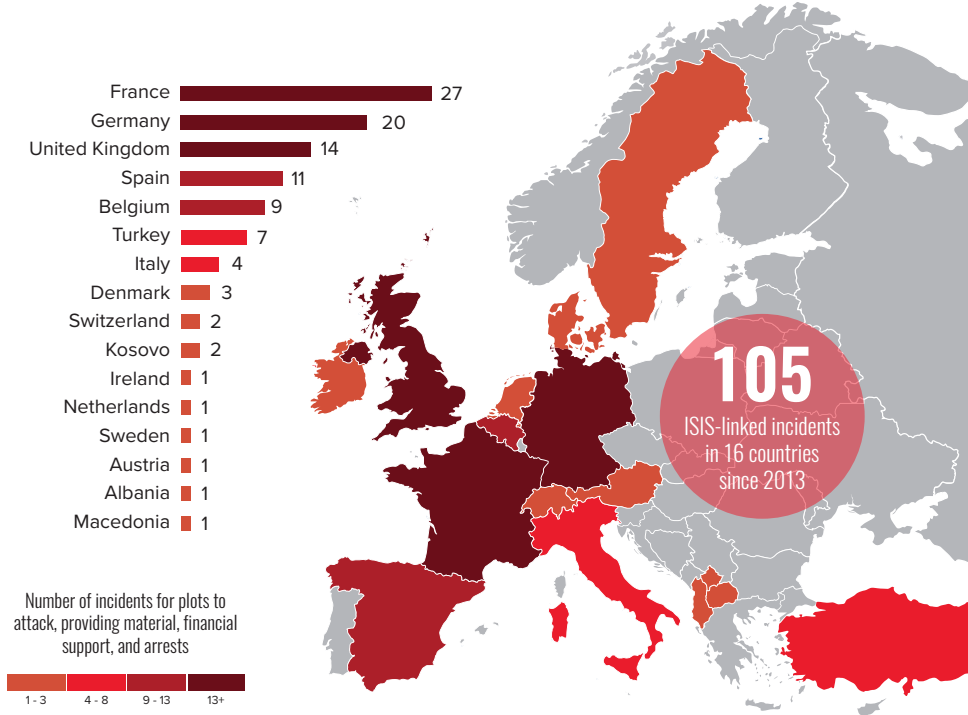 France 27
Germany 20
United Kingdom 14
Spain 11
Belgium 9
Turkey 7
Italy 4
Denmark 3
Switzerland 2
Kosovo 2
Ireland 1
Netherlands 1
Sweden 1
Austria 1
Albania 1
Macedonia 1
105
ISIS-linked incidents
in 16 countries
since 2013
Number of incidents for plots to
attack, providing material, financial
support, and arrests
1 - 3 4 - 8 9 - 13 13+